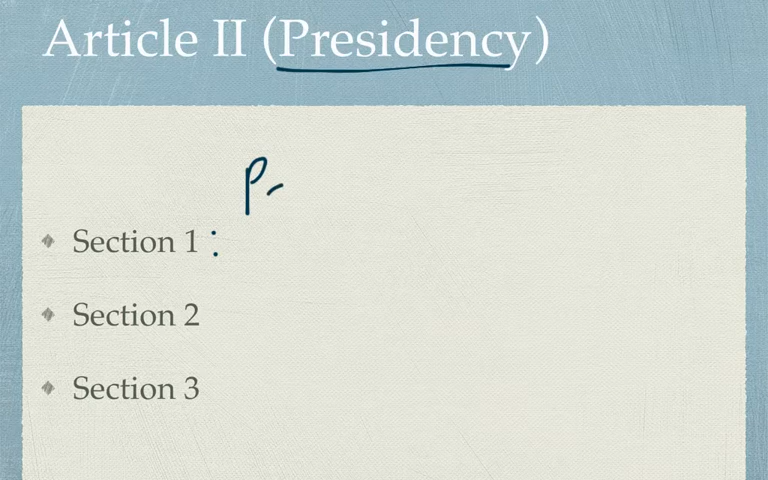 Article II (Presidency)
P-
Section 1 :
Section 2
Section 3